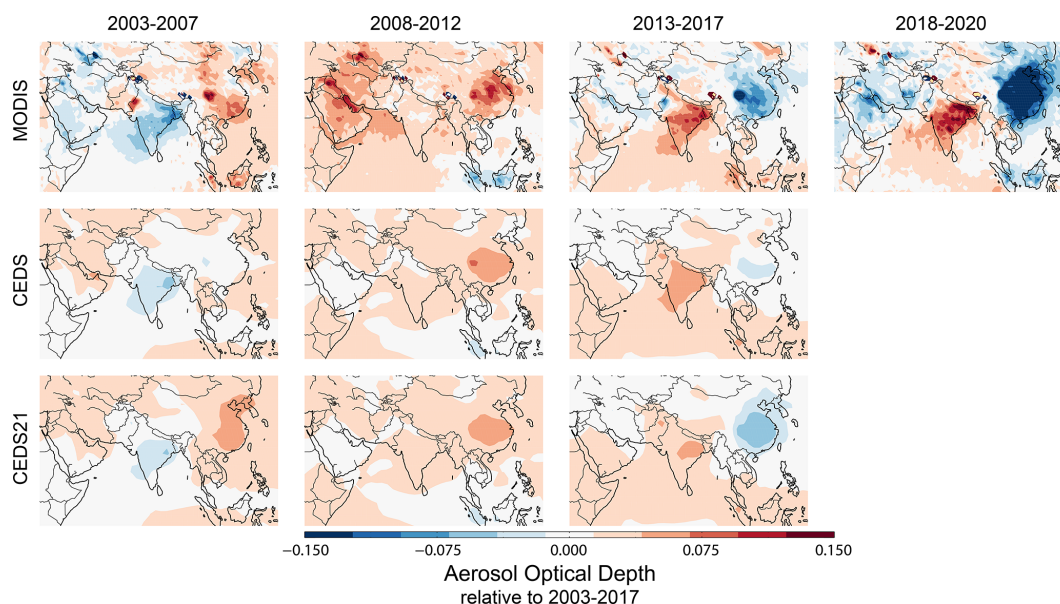 2003-2007
2008-2012
2013-2017
2018-2020
MODIS
CEDS
CEDS21
−0.150
−0.075
0.000
0.075
0.150
Aerosol Optical Depth
relative to 2003-2017